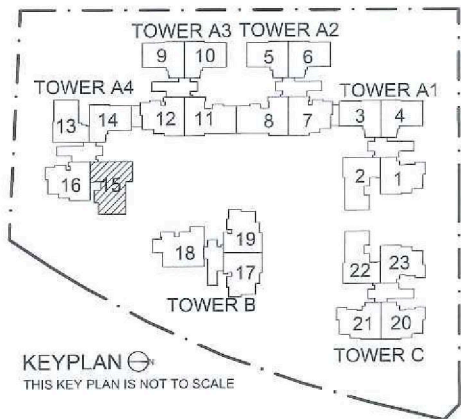 TOWER A3 TOWER A2
9 10 5 6
TOWER A4 TOWER A1
13 14 12 11 8 7 3 4
16 15 2 1
18 19 22 23
17
TOWER B 21 20
TOWER C
KEYPLAN N
THIS KEY PLAN IS NOT TO SCALE